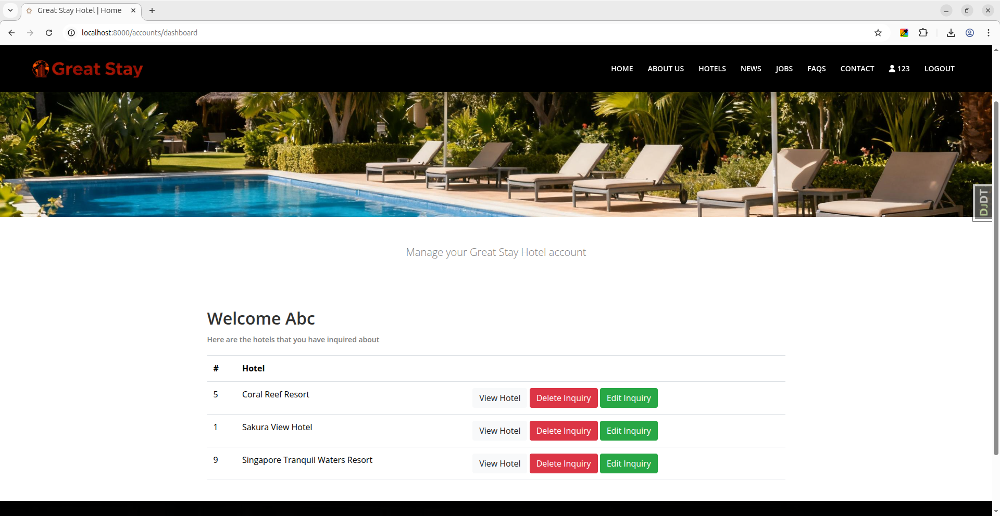 Great Stay Hotel | Home
localhost:8000/accounts/dashboard
Great Stay
HOME ABOUT US HOTELS NEWS JOBS FAQS CONTACT 123 LOGOUT
DJDT
Manage your Great Stay Hotel account
Welcome Abc
Here are the hotels that you have inquired about
# Hotel
5 Coral Reef Resort View Hotel Delete Inquiry Edit Inquiry
1 Sakura View Hotel View Hotel Delete Inquiry Edit Inquiry
9 Singapore Tranquil Waters Resort View Hotel Delete Inquiry Edit Inquiry